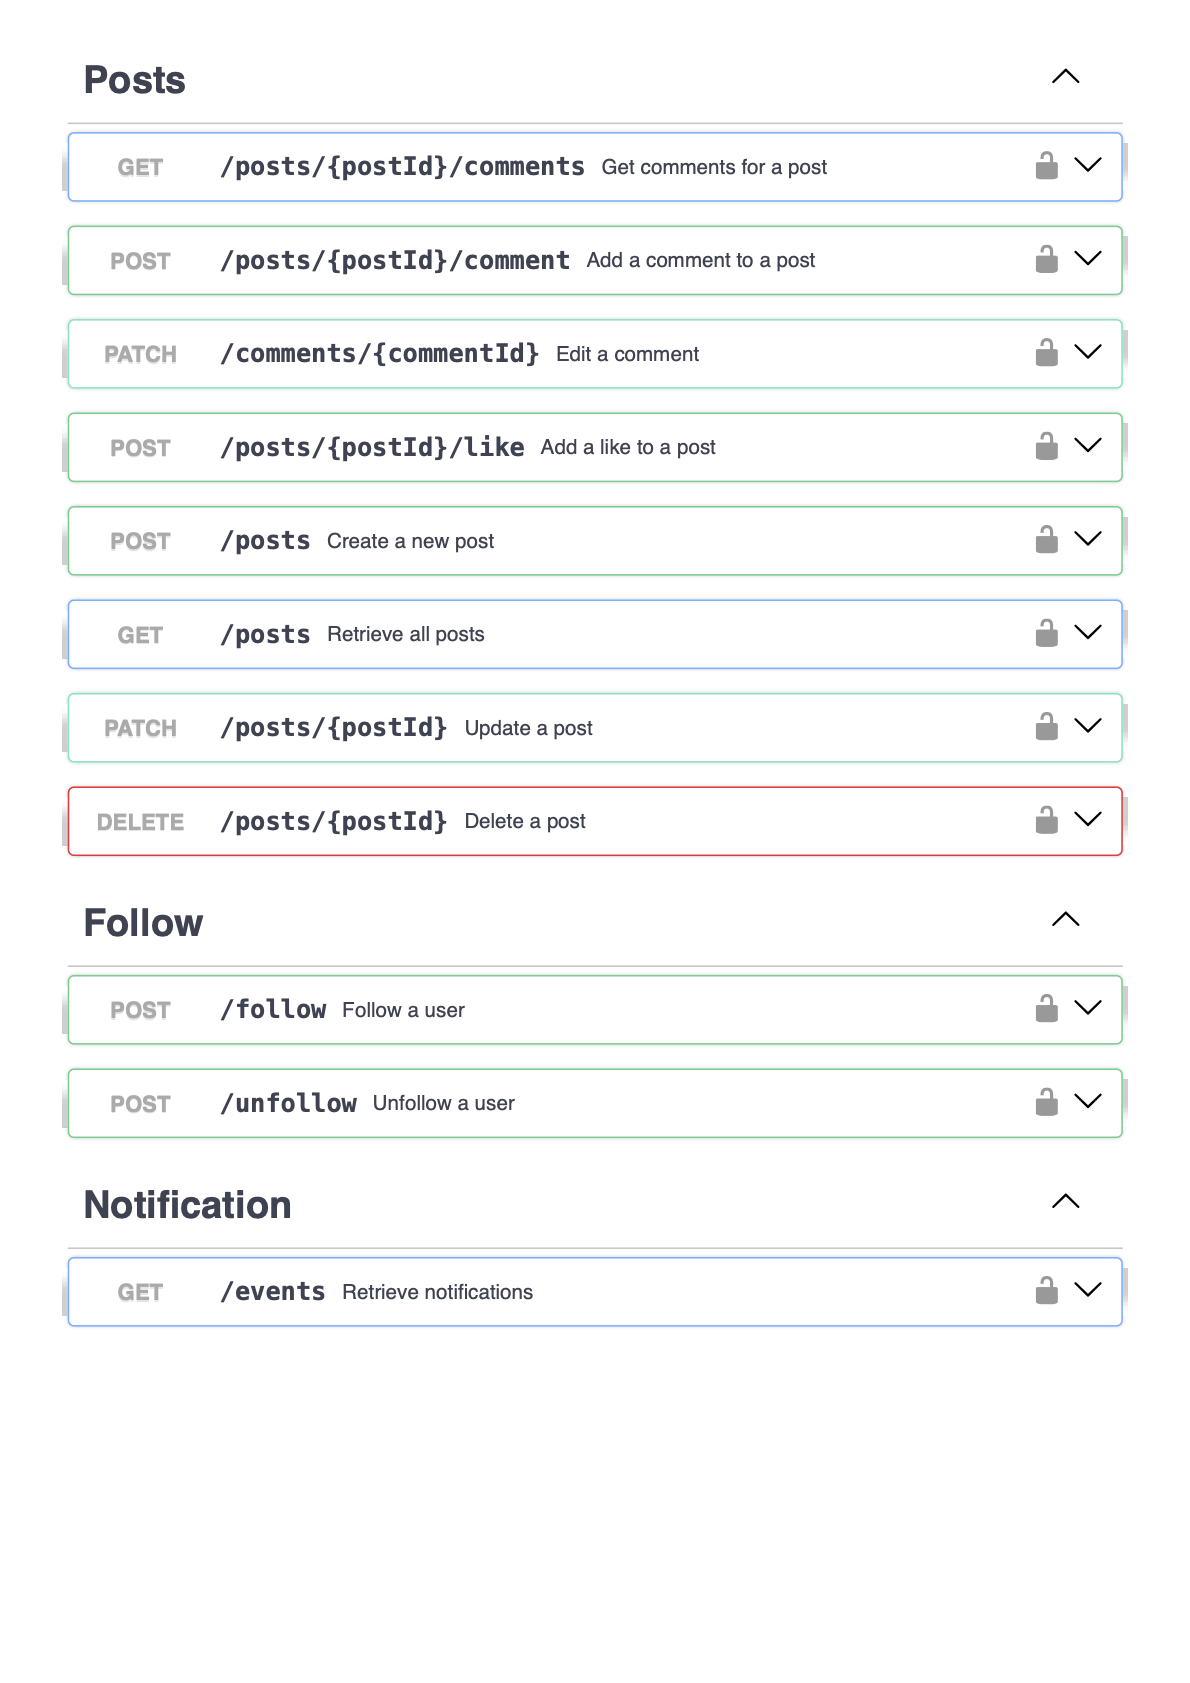 Posts
GET /posts/{postId}/comments Get comments for a post
POST /posts/{postId}/comment Add a comment to a post
PATCH /comments/{commentId} Edit a comment
POST /posts/{postId}/like Add a like to a post
POST /posts Create a new post
GET /posts Retrieve all posts
PATCH /posts/{postId} Update a post
DELETE /posts/{postId} Delete a post
Follow
POST /follow Follow a user
POST /unfollow Unfollow a user
Notification
GET /events Retrieve notifications